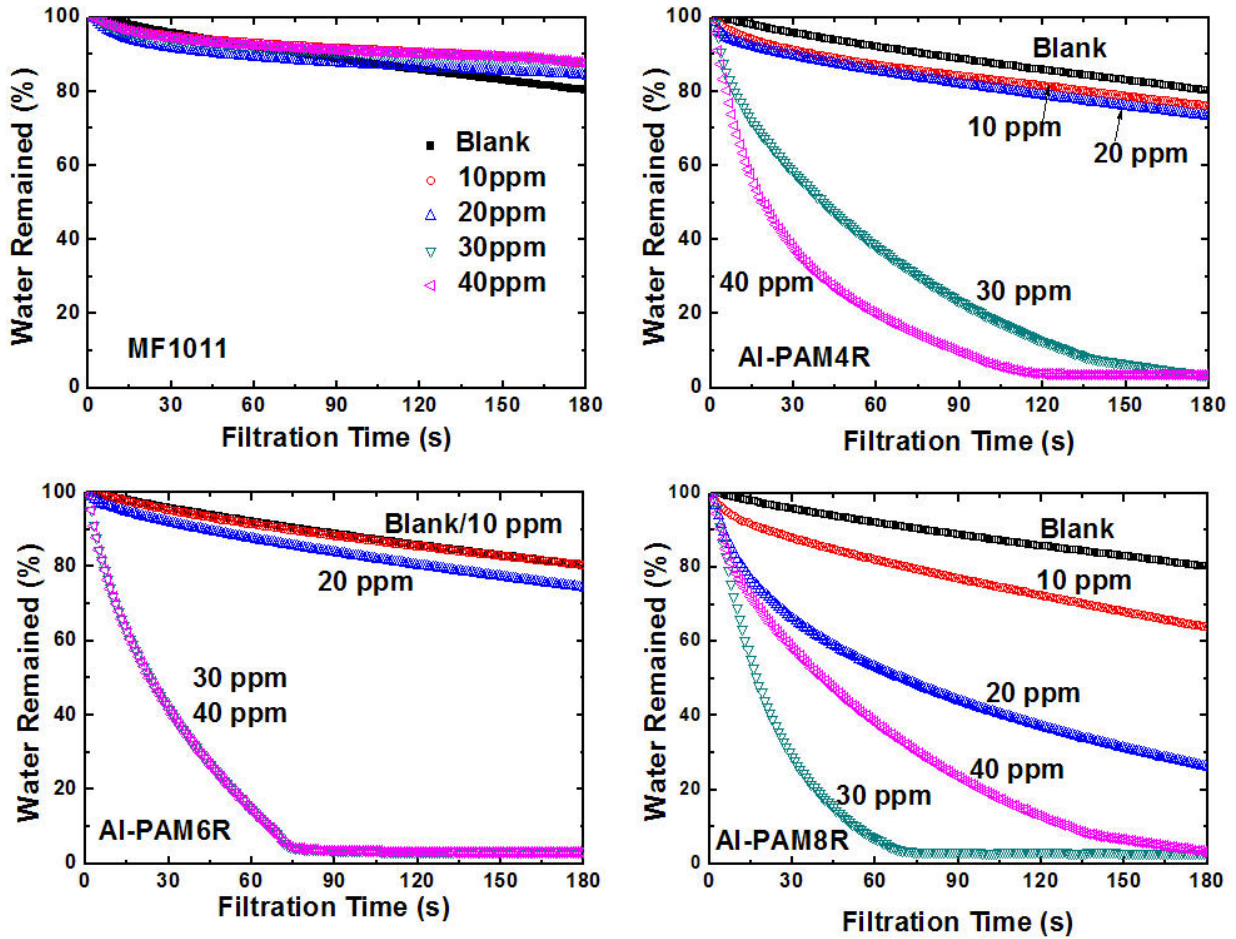 100
80
60
40
20
0
Water Remained (%)
Blank
10ppm
20ppm
30ppm
40ppm
MF1011
0 30 60 90 120 150 180
Filtration Time (s)
100
80
60
40
20
0
Water Remained (%)
Blank
10 ppm
20 ppm
30 ppm
40 ppm
Al-PAM4R
0 30 60 90 120 150 180
Filtration Time (s)
100
80
60
40
20
0
Water Remained (%)
Blank/10 ppm
20 ppm
30 ppm
40 ppm
Al-PAM6R
0 30 60 90 120 150 180
Filtration Time (s)
100
80
60
40
20
0
Water Remained (%)
Blank
10 ppm
20 ppm
40 ppm
30 ppm
Al-PAM8R
0 30 60 90 120 150 180
Filtration Time (s)